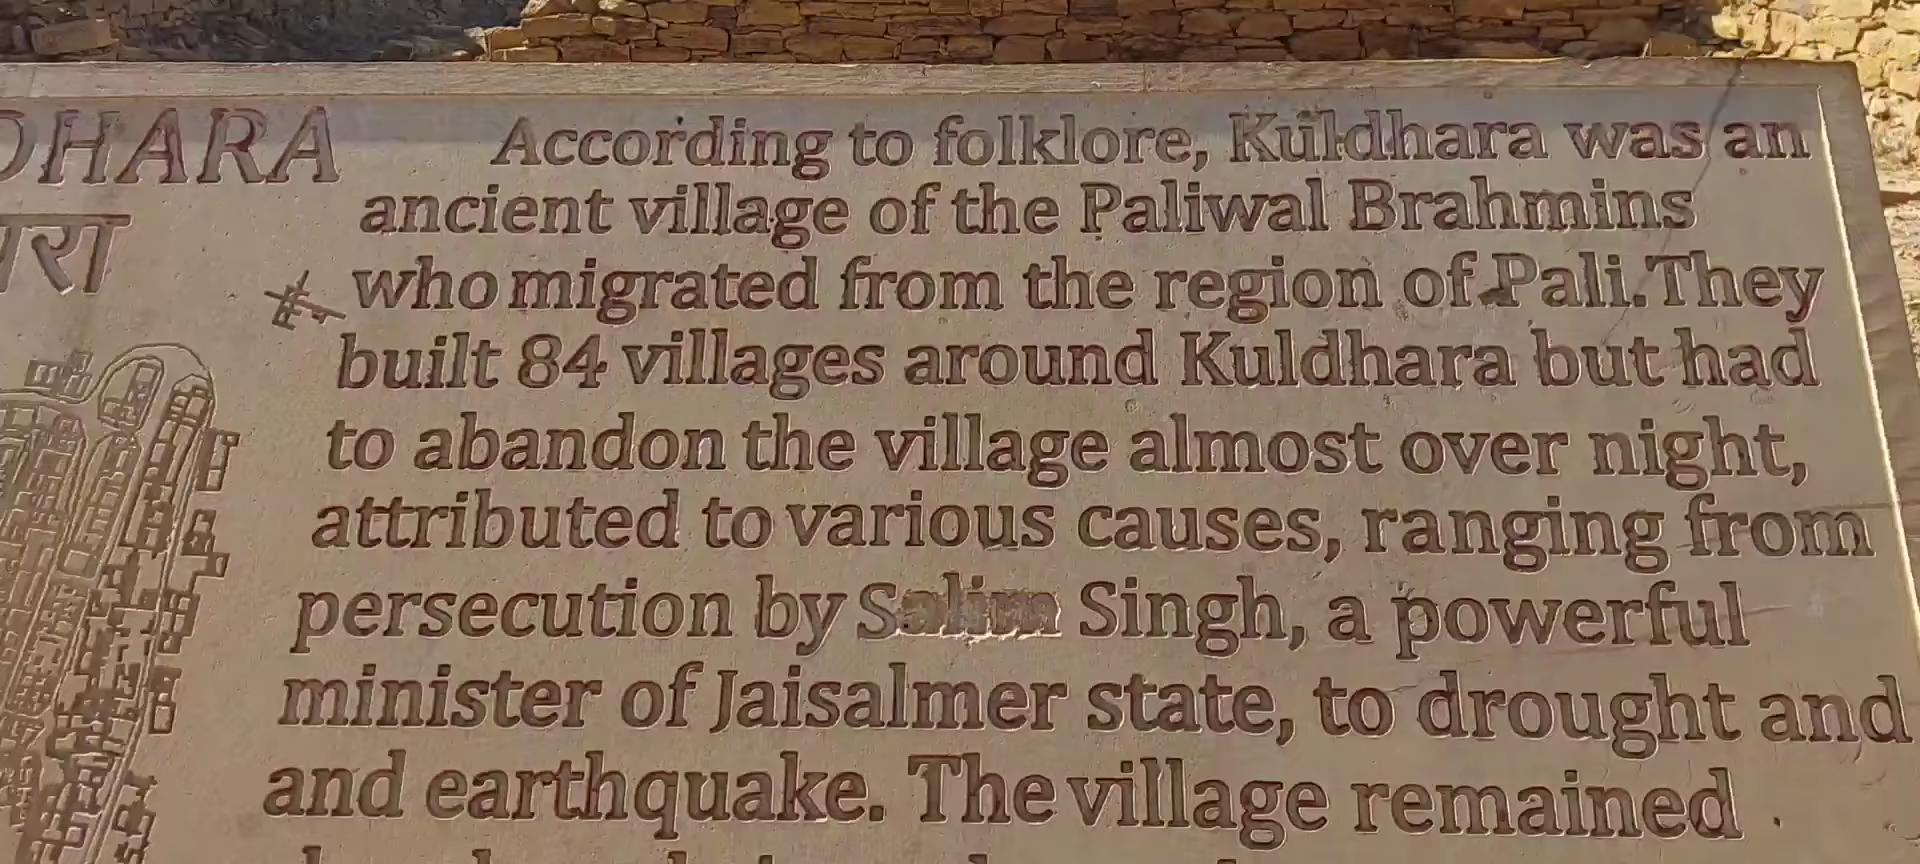 DHARA
According to folklore, Kuldhara was an
ancient village of the Paliwal Brahmins
who migrated from the region of Pali. They
built 84 villages around Kuldhara but had
to abandon the village almost over night,
attributed to various causes, ranging from
persecution by Salim Singh, a powerful
minister of Jaisalmer state, to drought and
and earthquake. The village remained